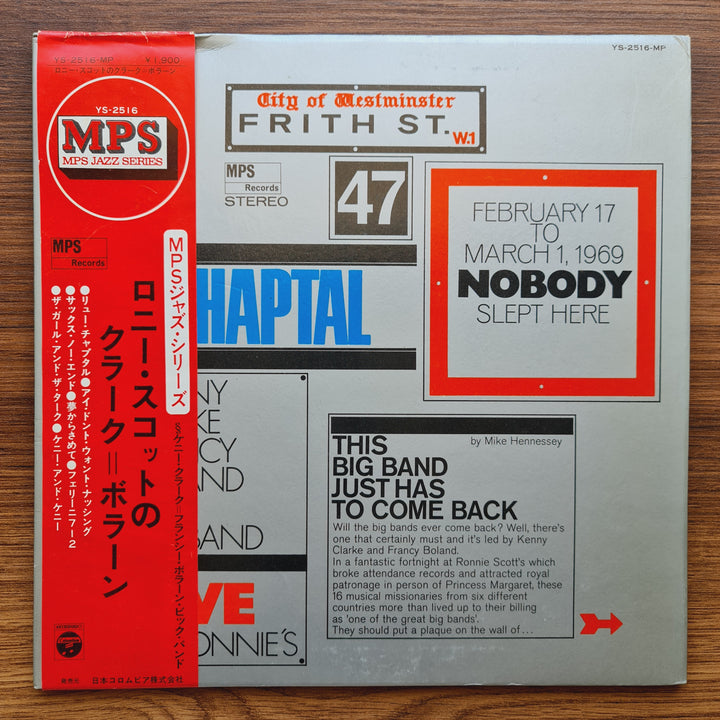 YS-2516-MP ¥1,900
ロニー・スコットのクラーク=ボラーン
YS-2516
MPS
MPS JAZZ SERIES
MPS
Records
MPSジャズ・シリーズ
ロニー・スコットの
クラーク=ボラーン
§ケニー・クラーク=フランシー・ボラーン・ビック・バンド
●リュー・チャプタル●アイ・ドント・ウォント・ナッシング
●サックス・ノー・エンド●夢からさめて●フェリーニ7-2
●ザ・ガール・アンド・ザ・ターク●ケニー・アンド・ケニー
Columbia
発売元 日本コロムビア株式会社
YS-2516-MP
City of Westminster
FRITH ST.
W.1
MPS
Records
STEREO
47
FEBRUARY 17
TO
MARCH 1, 1969
NOBODY
SLEPT HERE
HAPTAL
NY
KE
CY
AND
BAND
VE
ONNIE'S
by Mike Hennessey
THIS
BIG BAND
JUST HAS
TO COME BACK
Will the big bands ever come back? Well, there's
one that certainly must and it's led by Kenny
Clarke and Francy Boland.
In a fantastic fortnight at Ronnie Scott's which
broke attendance records and attracted royal
patronage in person of Princess Margaret, these
16 musical missionaries from six different
countries more than lived up to their billing
as 'one of the great big bands'.
They should put a plaque on the wall of...